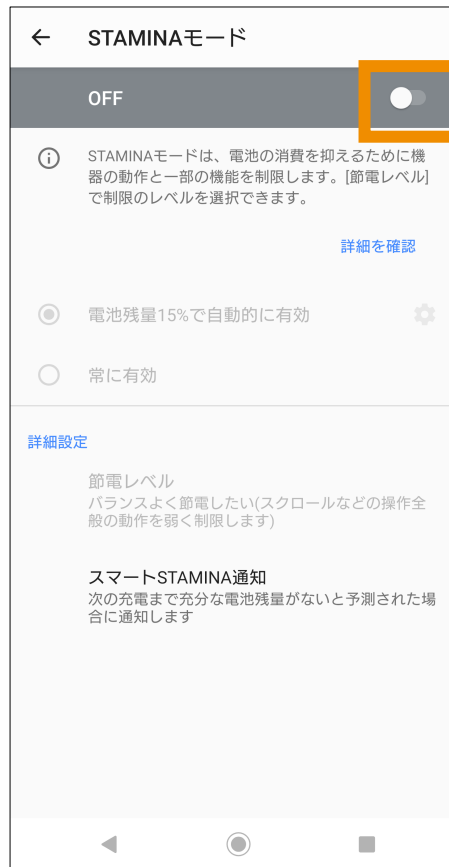 STAMINAモード
OFF
STAMINAモードは、電池の消費を抑えるために機
器の動作と一部の機能を制限します。[節電レベル]
で制限のレベルを選択できます。
詳細を確認
電池残量15%で自動的に有効
常に有効
詳細設定
節電レベル
バランスよく節電したい(スクロールなどの操作全
般の動作を弱く制限します)
スマートSTAMINA通知
次の充電まで充分な電池残量がないと予測された場
合に通知します